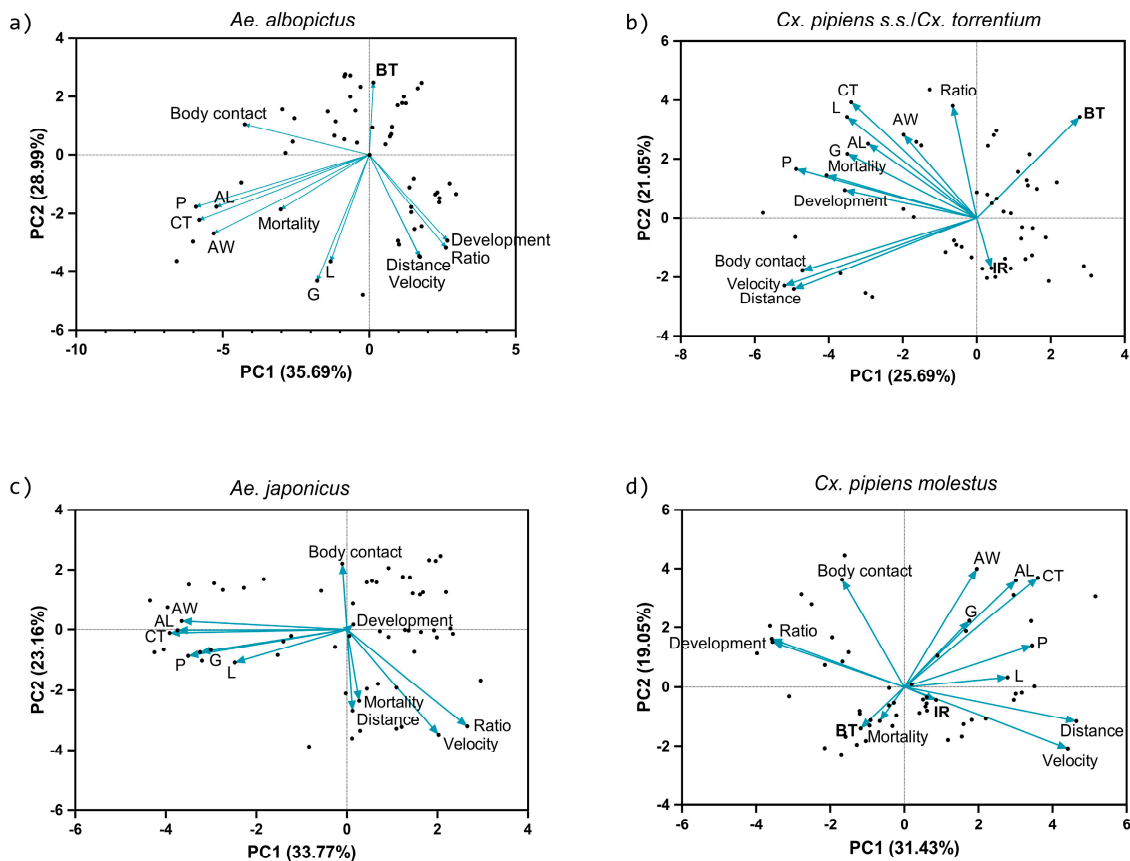 a)
Ae. albopictus
4
2
0
-2
-4
-6
PC2 (28.99%)
BT
Body contact
P
AL
CT
AW
Mortality
L
G
Development
Ratio
Distance
Velocity
-10
-5
0
5
PC1 (35.69%)
b)
Cx. pipiens s.s./Cx. torrentium
6
4
2
0
-2
-4
PC2 (21.05%)
CT
L
AW
Ratio
BT
AL
G
P
Mortality
Development
Body contact
IR
Velocity
Distance
-8
-6
-4
-2
0
2
4
PC1 (25.69%)
c)
Ae. japonicus
4
2
0
-2
-4
-6
PC2 (23.16%)
Body contact
AW
AL
CT
Development
P
G
L
Mortality
Distance
Ratio
Velocity
-6
-4
-2
0
2
4
PC1 (33.77%)
d)
Cx. pipiens molestus
6
4
2
0
-2
-4
PC2 (19.05%)
Body contact
AW
AL
CT
G
Ratio
Development
P
L
IR
BT
Mortality
Distance
Velocity
-6
-4
-2
0
2
4
6
PC1 (31.43%)